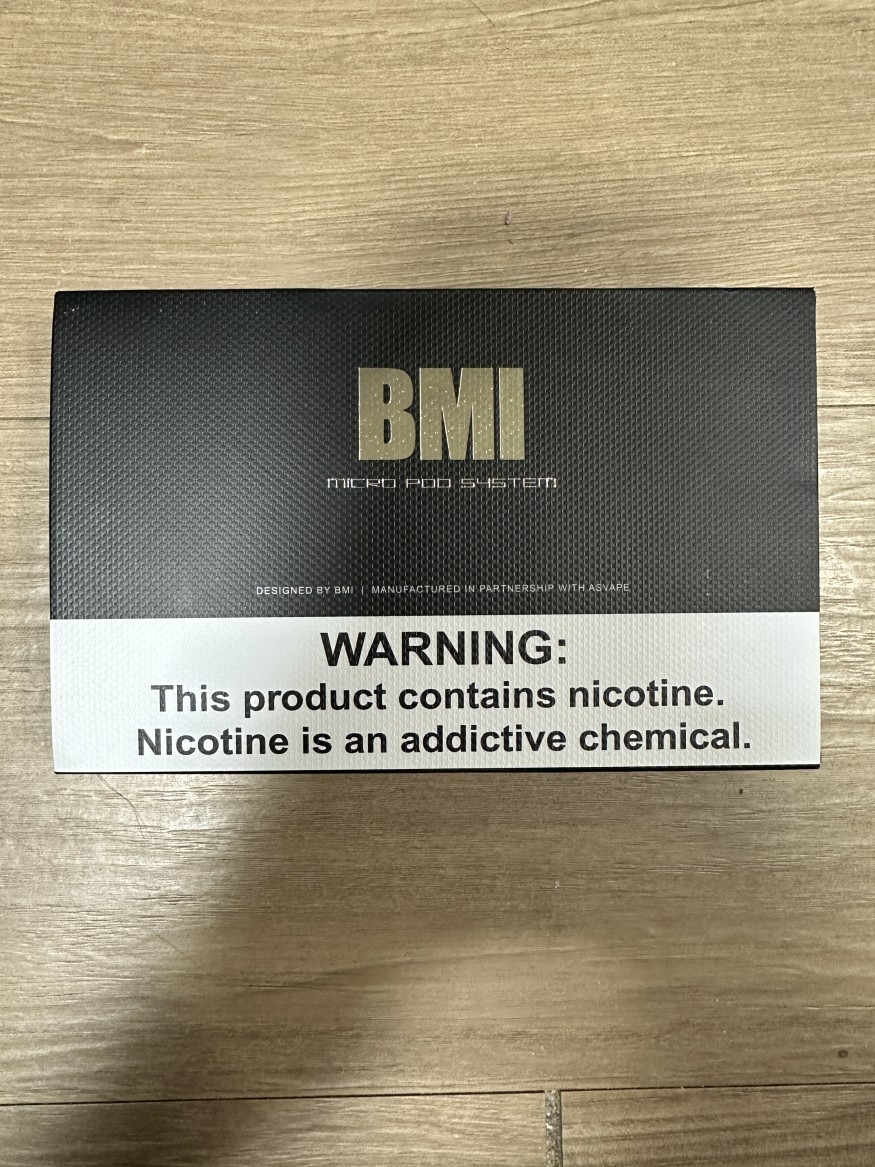 BMI
MICRO POD SYSTEM
DESIGNED BY BMI | MANUFACTURED IN PARTNERSHIP WITH ASVAPE
WARNING:
This product contains nicotine.
Nicotine is an addictive chemical.